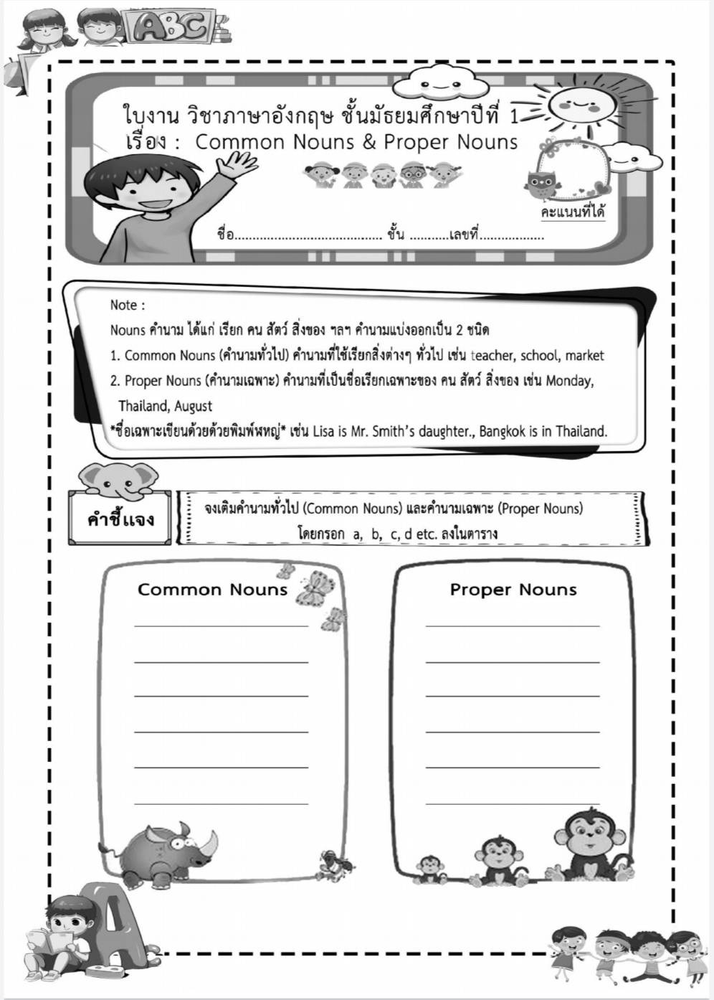 ABC
ใบงาน วิชาภาษาอังกฤษ ชั้นมัธยมศึกษาปีที่ 1
เรื่อง : Common Nouns & Proper Nouns
คะแนนที่ได้
ชื่อ......................................... ชั้น ...........เลขที่..................
Note :
Nouns คำนาม ได้แก่ เรียก คน สัตว์ สิ่งของ ฯลฯ คำนามแบ่งออกเป็น 2 ชนิด
1. Common Nouns (คำนามทั่วไป) คำนามที่ใช้เรียกสิ่งต่างๆ ทั่วไป เช่น teacher, school, market
2. Proper Nouns (คำนามเฉพาะ) คำนามที่เป็นชื่อเรียกเฉพาะของ คน สัตว์ สิ่งของ เช่น Monday,
Thailand, August
*ชื่อเฉพาะเขียนด้วยด้วยพิมพ์ฬหญ่* เช่น Lisa is Mr. Smith's daughter., Bangkok is in Thailand.
คำชี้แจง
จงเติมคำนามทั่วไป (Common Nouns) และคำนามเฉพาะ (Proper Nouns)
โดยกรอก a, b, c, d etc. ลงในตาราง
Common Nouns
Proper Nouns
A